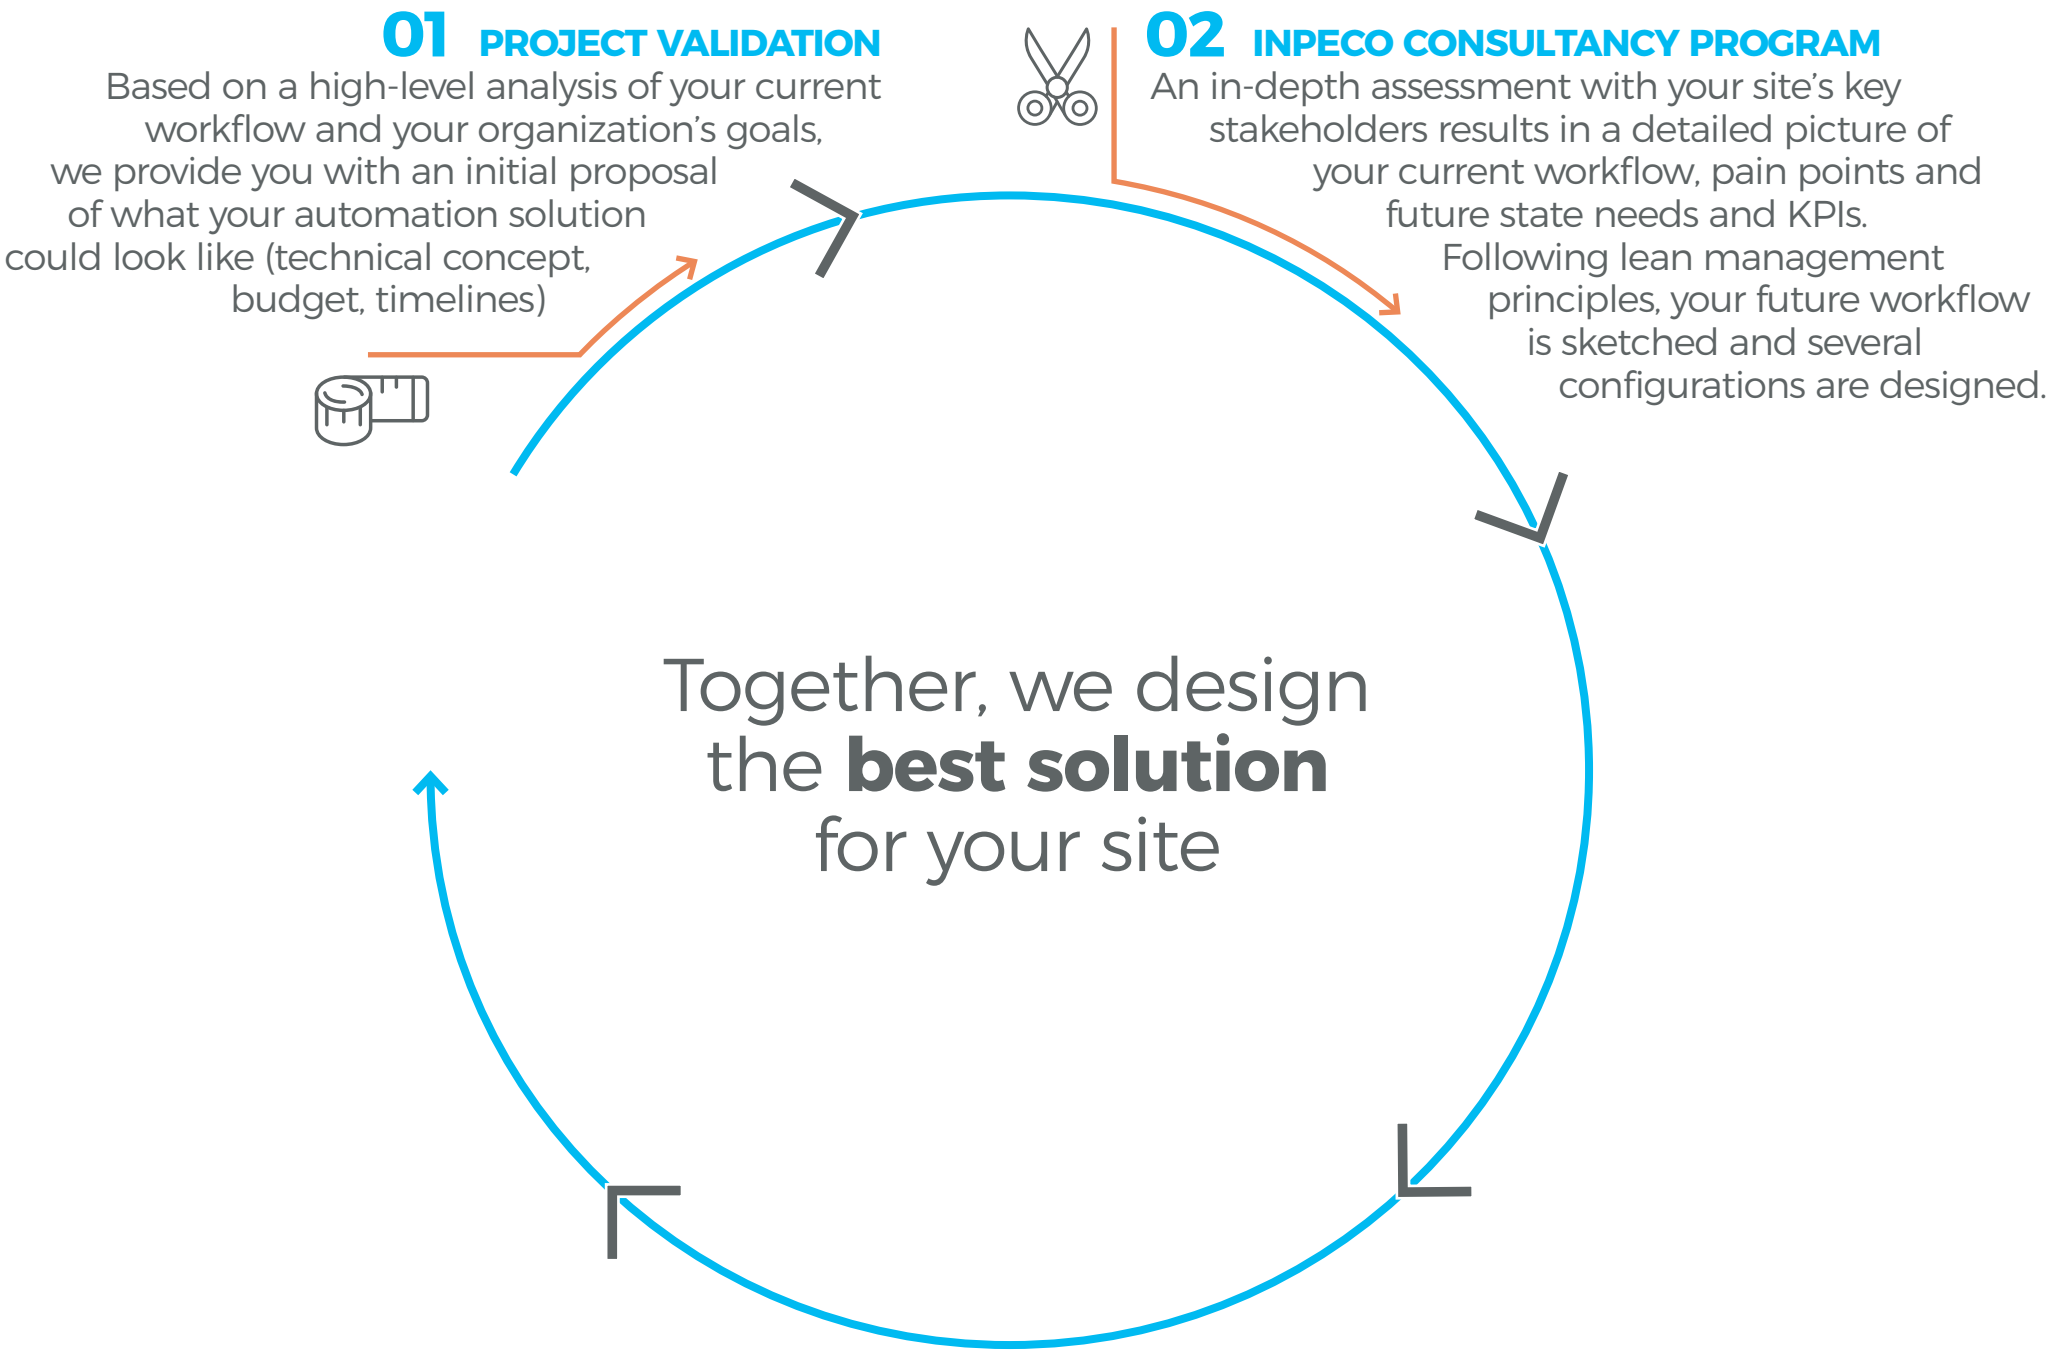 01 PROJECT VALIDATION
Based on a high-level analysis of your current
workflow and your organization’s goals,
we provide you with an initial proposal
of what your automation solution
could look like (technical concept,
budget, timelines)
02 INPECO CONSULTANCY PROGRAM
An in-depth assessment with your site’s key
stakeholders results in a detailed picture of
your current workflow, pain points and
future state needs and KPIs.
Following lean management
principles, your future workflow
is sketched and several
configurations are designed.
Together, we design
the best solution
for your site